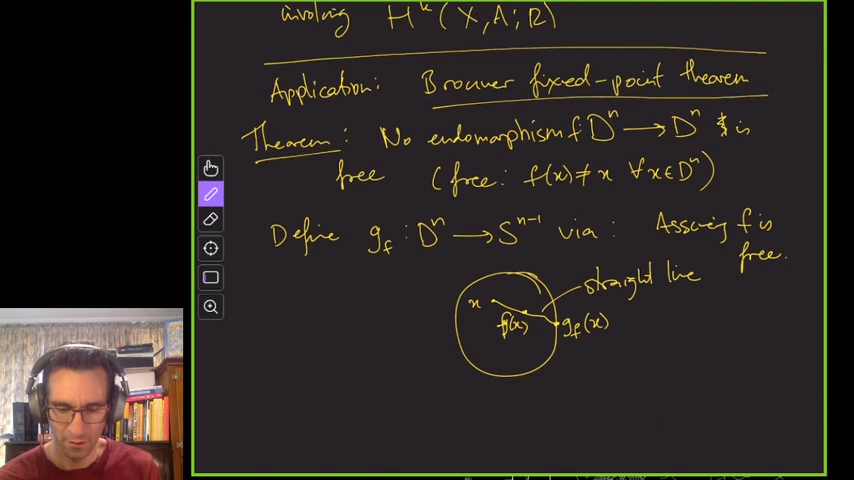 involving H^k (X, A; R)
Application: Brouwer fixed-point theorem
Theorem: No endomorphism f: D^n → D^n is
free (free: f(x) ≠ x ∀x ∈ D^n)
Define g_f : D^n → S^{n-1} via: Assuming f is
free.
straight line
x
f(x) g_f(x)